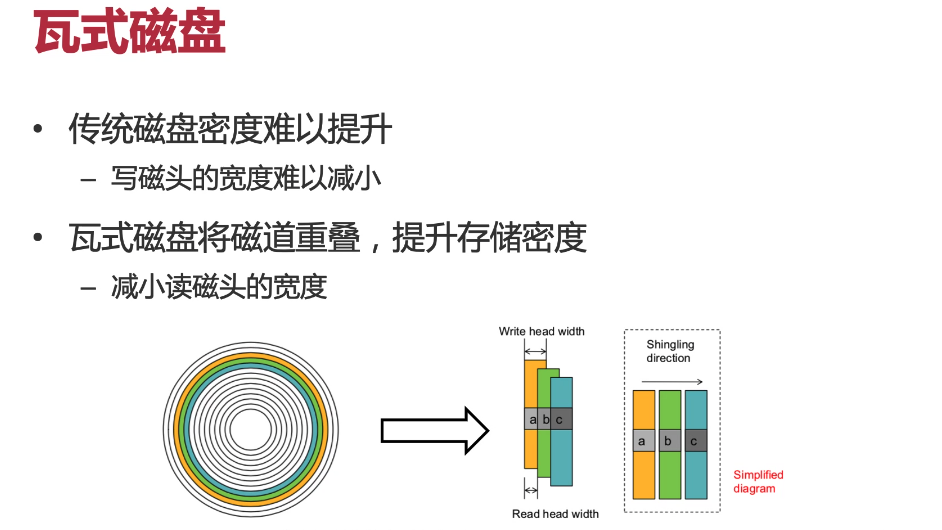 瓦式磁盘
• 传统磁盘密度难以提升
– 写磁头的宽度难以减小
• 瓦式磁盘将磁道重叠，提升存储密度
– 减小读磁头的宽度
Write head width
a b c
Read head width
Shingling
direction
a b c
Simplified
diagram